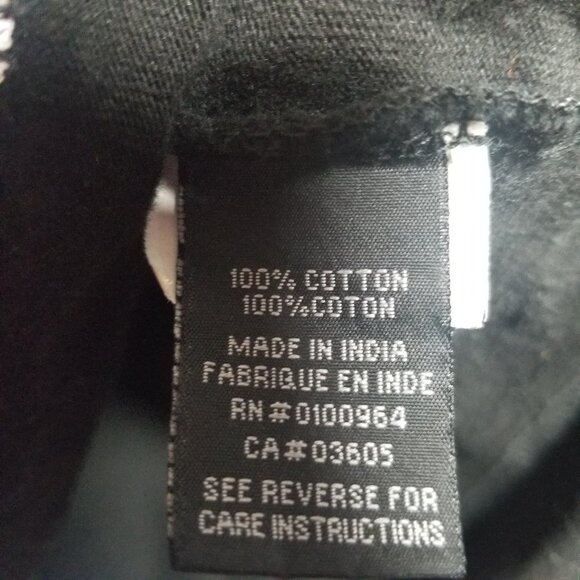 100% COTTON
100%COTON
MADE IN INDIA
FABRIQUE EN INDE
RN#0100964
CA#03605
SEE REVERSE FOR
CARE INSTRUCTIONS